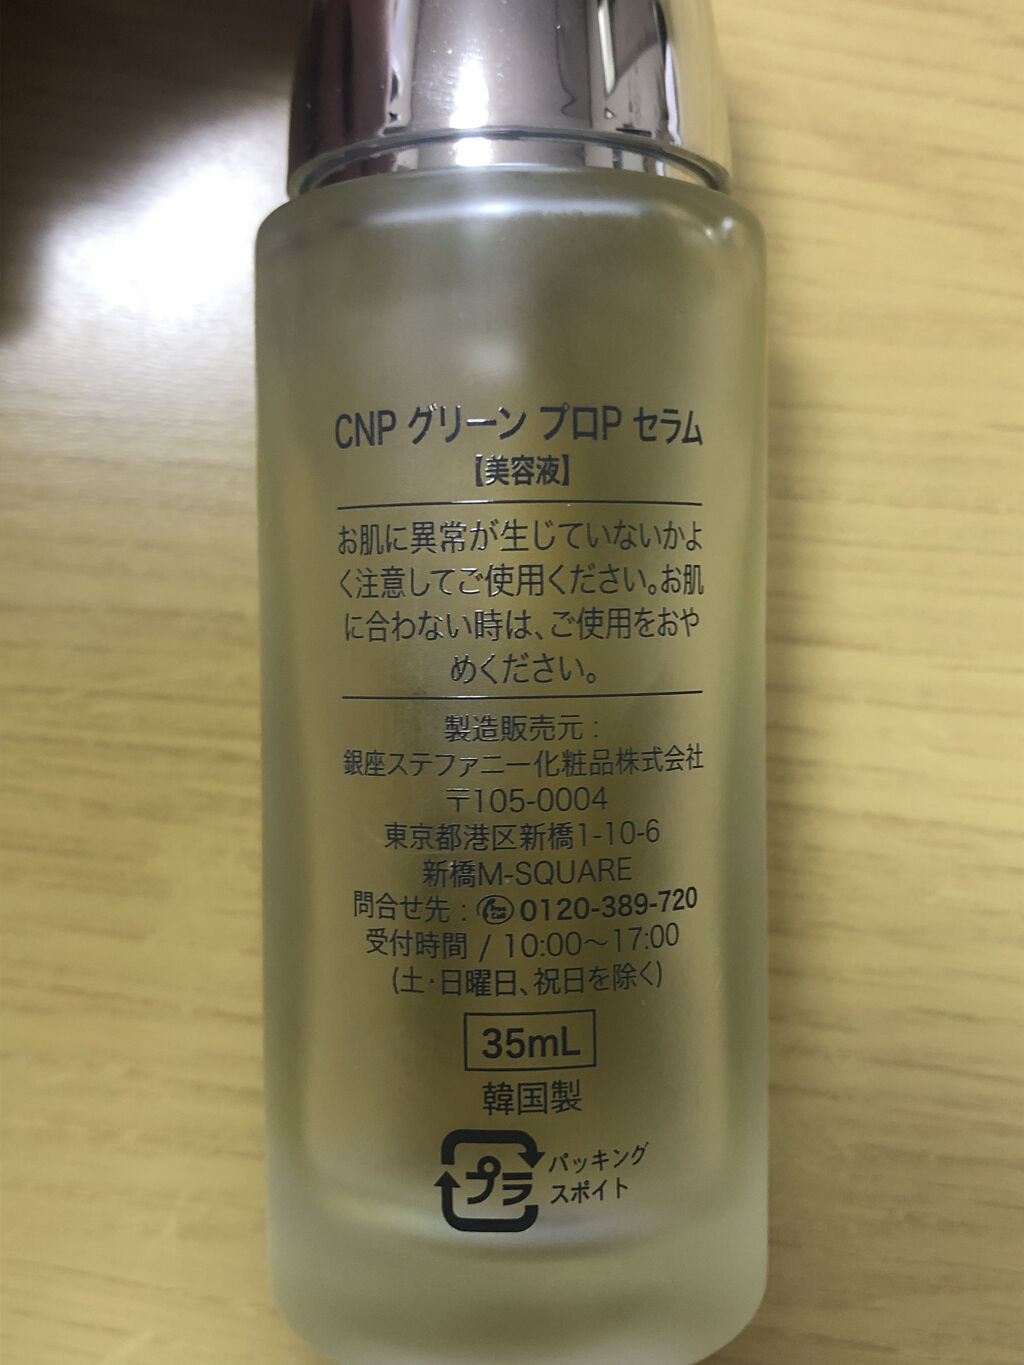 CNP グリーン プロP セラム
【美容液】
お肌に異常が生じていないかよ
く注意してご使用ください。お肌
に合わない時は、ご使用をおや
めください。
製造販売元：
銀座ステファニー化粧品株式会社
〒105-0004
東京都港区新橋1-10-6
新橋M-SQUARE
問合せ先：0120-389-720
受付時間 / 10:00〜17:00
(土・日曜日、祝日を除く)
35mL
韓国製
プラ パッキング
スポイト